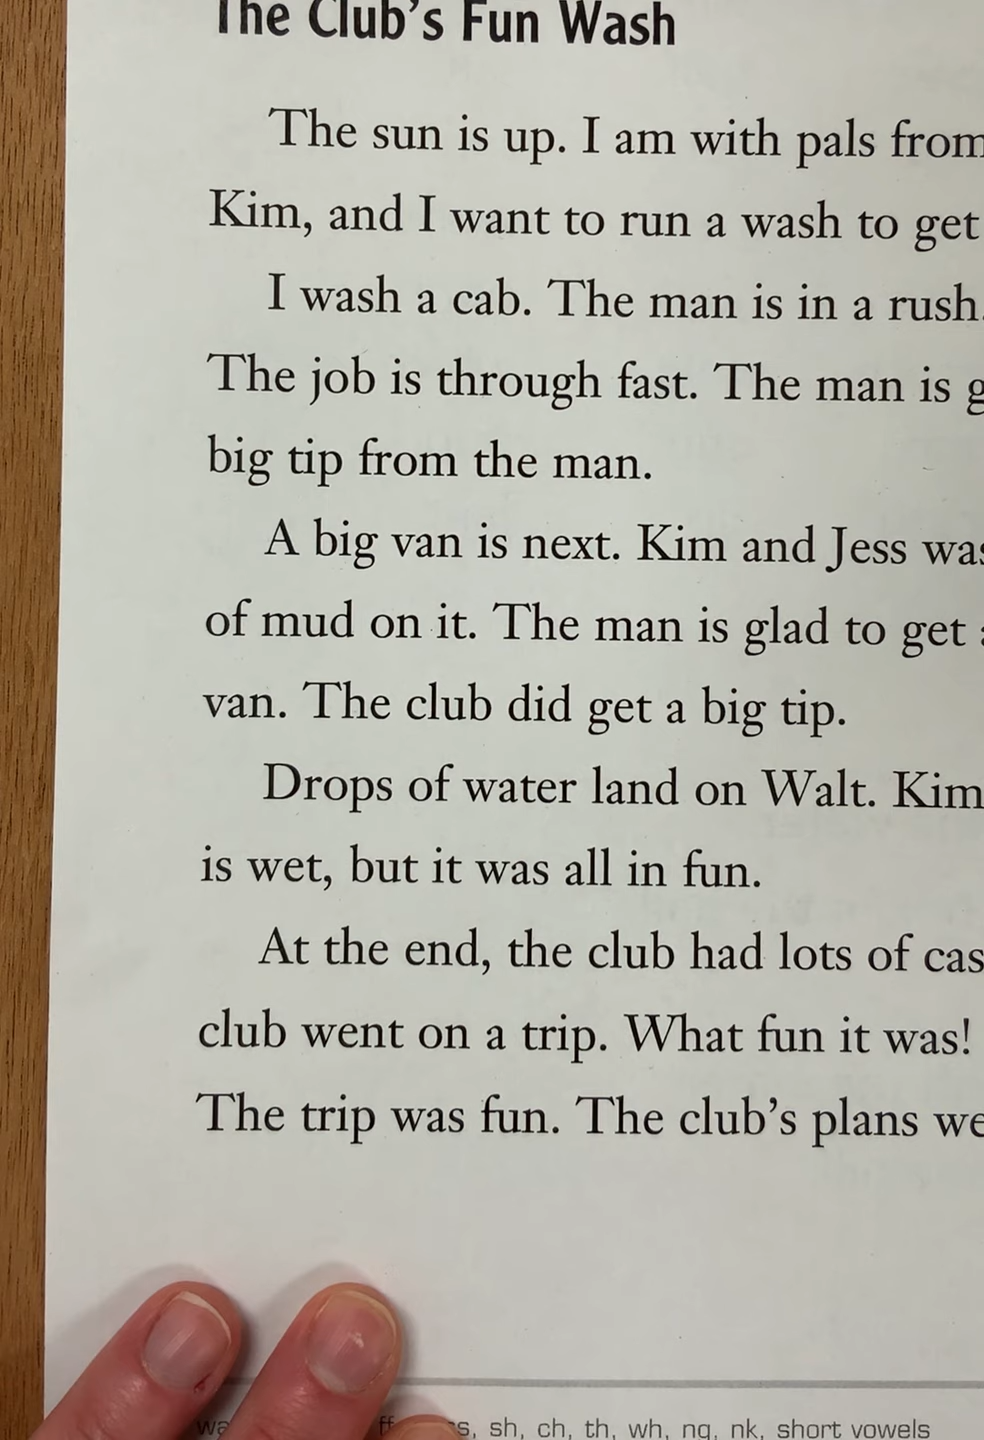 The Club's Fun Wash
The sun is up. I am with pals from
Kim, and I want to run a wash to get
I wash a cab. The man is in a rush.
The job is through fast. The man is
big tip from the man.
A big van is next. Kim and Jess
of mud on it. The man is glad to get
van. The club did get a big tip.
Drops of water land on Walt. Kim
is wet, but it was all in fun.
At the end, the club had lots of
club went on a trip. What fun it was!
The trip was fun. The club's plans
sh, ch, th, wh, ng, nk, short vowels